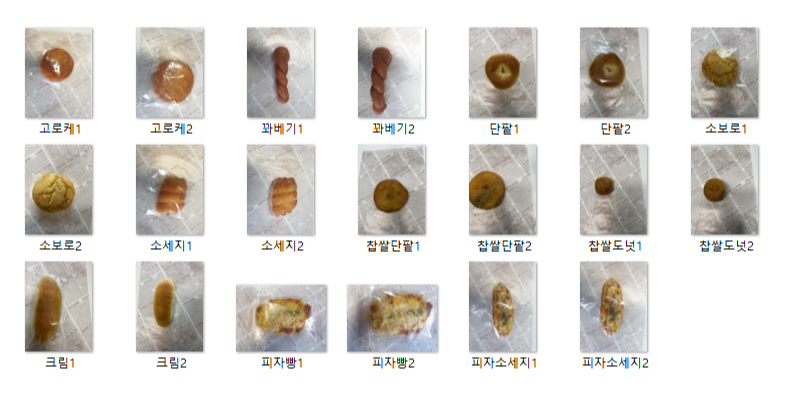 고로케1
고로케2
꽈베기1
꽈베기2
단팥1
단팥2
소보로1
소보로2
소세지1
소세지2
찹쌀단팥1
찹쌀단팥2
찹쌀도넛1
찹쌀도넛2
크림1
크림2
피자빵1
피자빵2
피자소세지1
피자소세지2